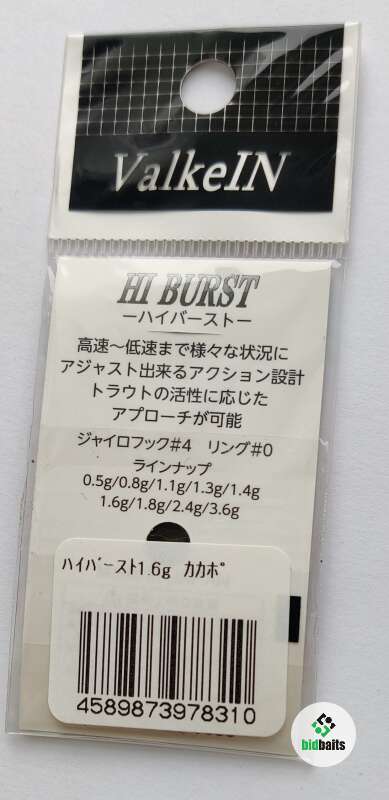 ValkeIN
HI BURST
ーハイバーストー
高速～低速まで様々な状況に
アジャスト出来るアクション設計
トラウトの活性に応じた
アプローチが可能
ジャイロフック#4 リング#0
ラインナップ
0.5g/0.8g/1.1g/1.3g/1.4g
1.6g/1.8g/2.4g/3.6g
ﾊｲﾊﾞｰｽﾄ1.6g ｶｶﾎﾟ
4589873978310
bidbaits